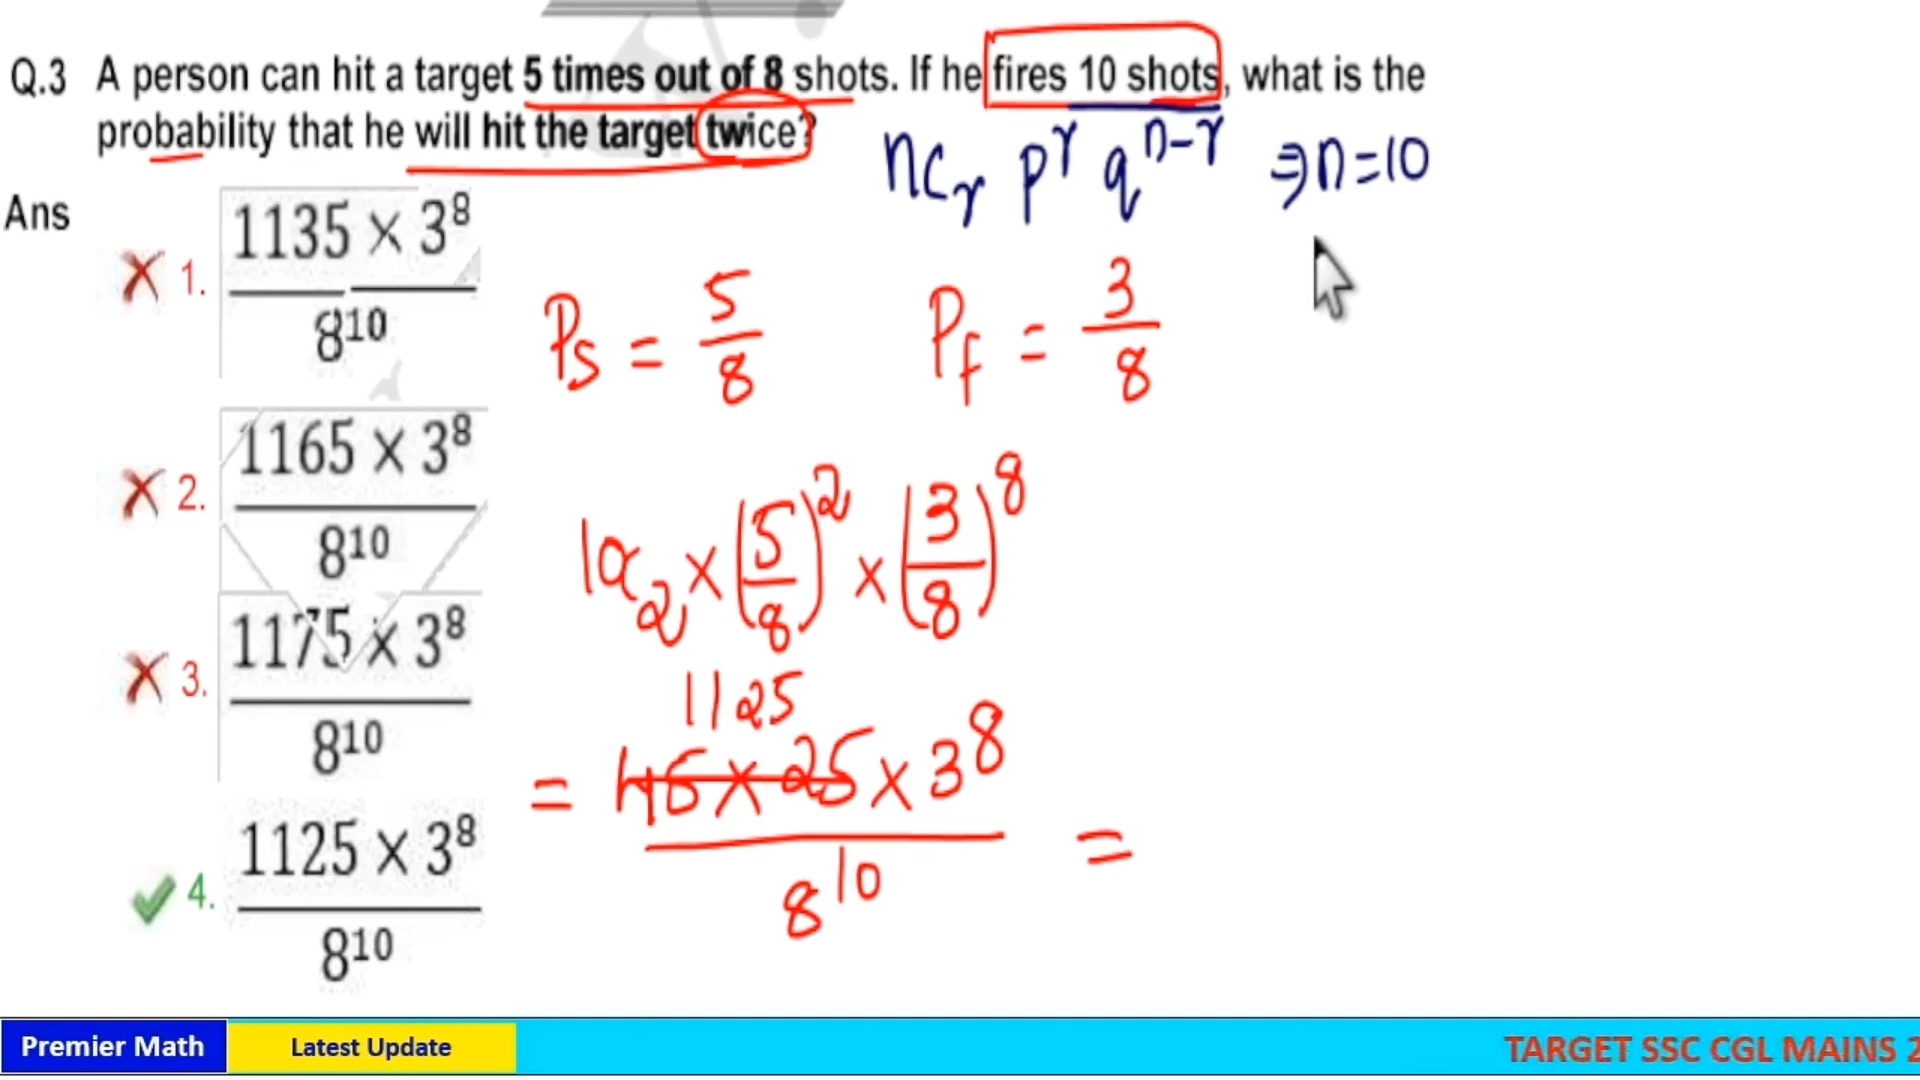 Q.3 A person can hit a target 5 times out of 8 shots. If he fires 10 shots, what is the
probability that he will hit the target twice?
nCr p^r q^(n-r) ⇒ n=10
Ans
1. 1135 × 3^8
8^10
Ps = 5/8 Pf = 3/8
2. 1165 × 3^8
8^10
10C2 × (5/8)^2 × (3/8)^8
3. 1175 × 3^8
8^10
1125
= 45 × 25 × 3^8 =
8^10
4. 1125 × 3^8
8^10
Premier Math Latest Update TARGET SSC CGL MAINS 2